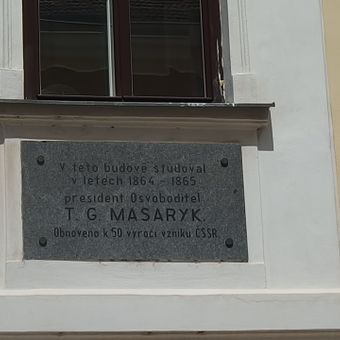 V této budově studoval
v letech 1864 - 1865
president Osvoboditel
T. G. MASARYK.
Obnoveno k 50 výročí vzniku ČSSR.